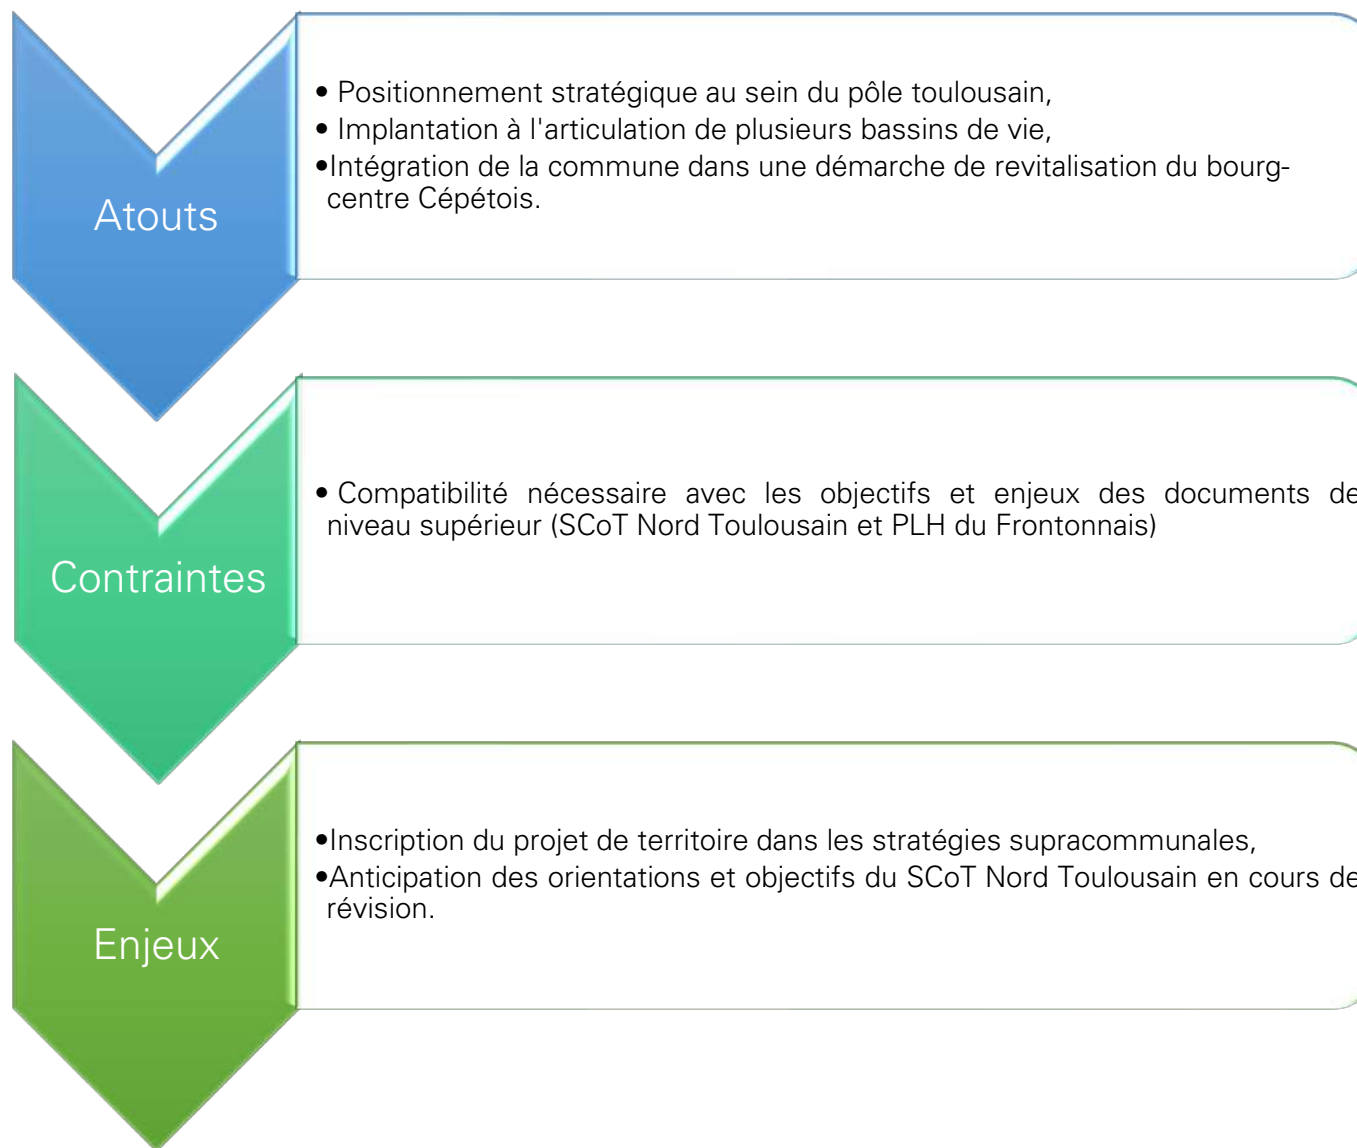 Atouts
• Positionnement stratégique au sein du pôle toulousain,
• Implantation à l'articulation de plusieurs bassins de vie,
•Intégration de la commune dans une démarche de revitalisation du bourg-
centre Cépétois.
Contraintes
• Compatibilité nécessaire avec les objectifs et enjeux des documents de
niveau supérieur (SCoT Nord Toulousain et PLH du Frontonnais)
Enjeux
•Inscription du projet de territoire dans les stratégies supracommunales,
•Anticipation des orientations et objectifs du SCoT Nord Toulousain en cours de
révision.